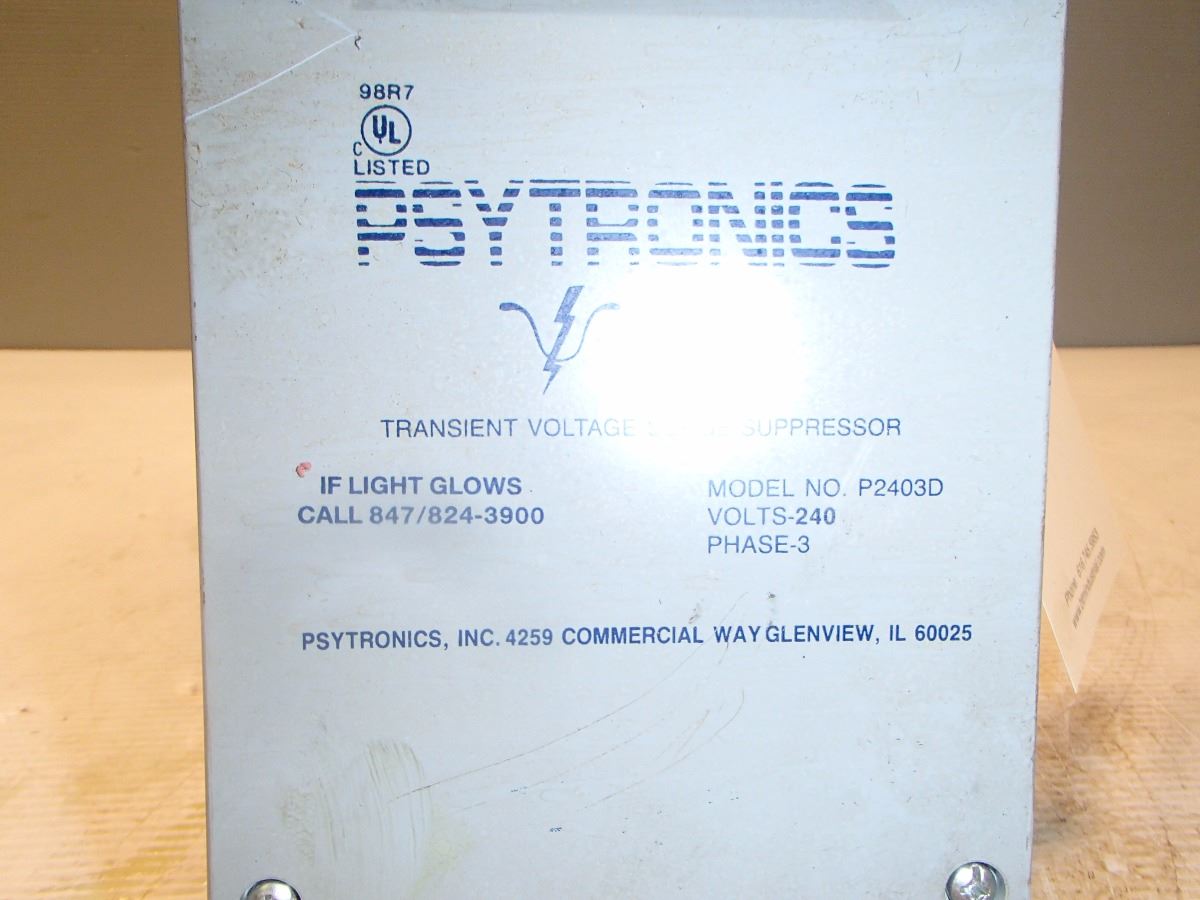 98R7
C UL
LISTED
PSYTRONICS
TRANSIENT VOLTAGE SUPPRESSOR
IF LIGHT GLOWS
CALL 847/824-3900
MODEL NO. P2403D
VOLTS-240
PHASE-3
PSYTRONICS, INC. 4259 COMMERCIAL WAY GLENVIEW, IL 60025
Phone: